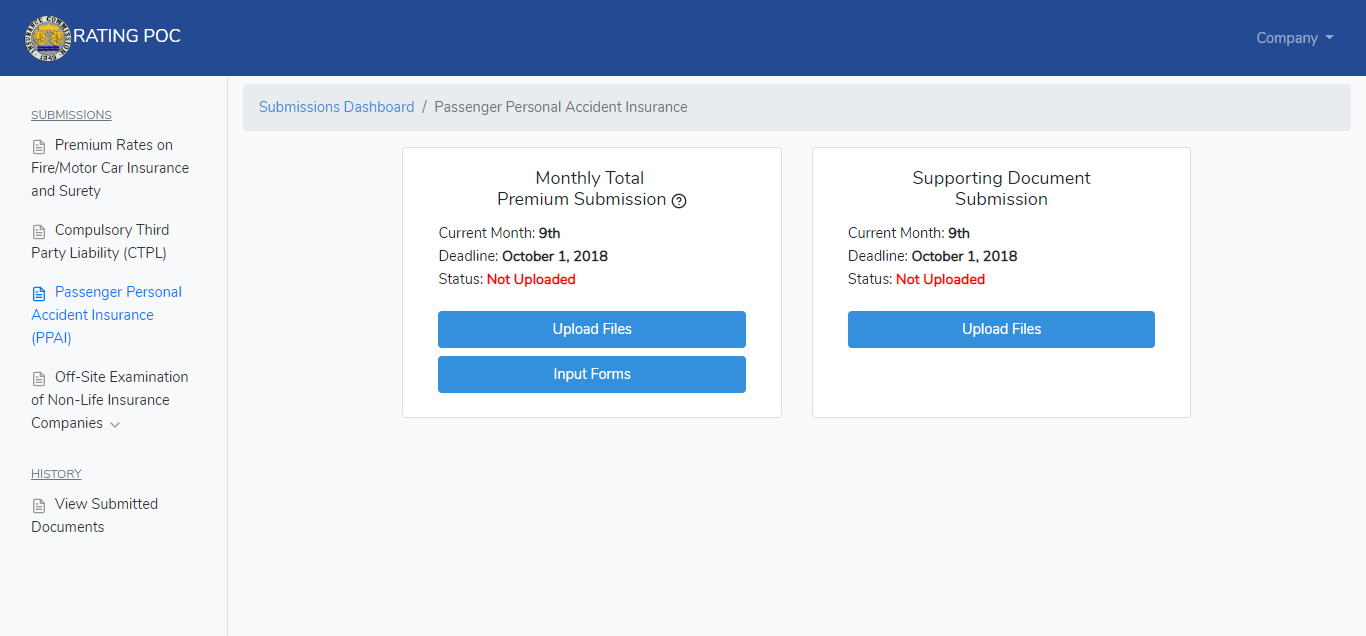 INSURANCE COMMISSION
1949
RATING POC
Company
SUBMISSIONS
Premium Rates on
Fire/Motor Car Insurance
and Surety
Compulsory Third
Party Liability (CTPL)
Passenger Personal
Accident Insurance
(PPAI)
Off-Site Examination
of Non-Life Insurance
Companies
HISTORY
View Submitted
Documents
Submissions Dashboard / Passenger Personal Accident Insurance
Monthly Total
Premium Submission ?
Current Month: 9th
Deadline: October 1, 2018
Status: Not Uploaded
Upload Files
Input Forms
Supporting Document
Submission
Current Month: 9th
Deadline: October 1, 2018
Status: Not Uploaded
Upload Files